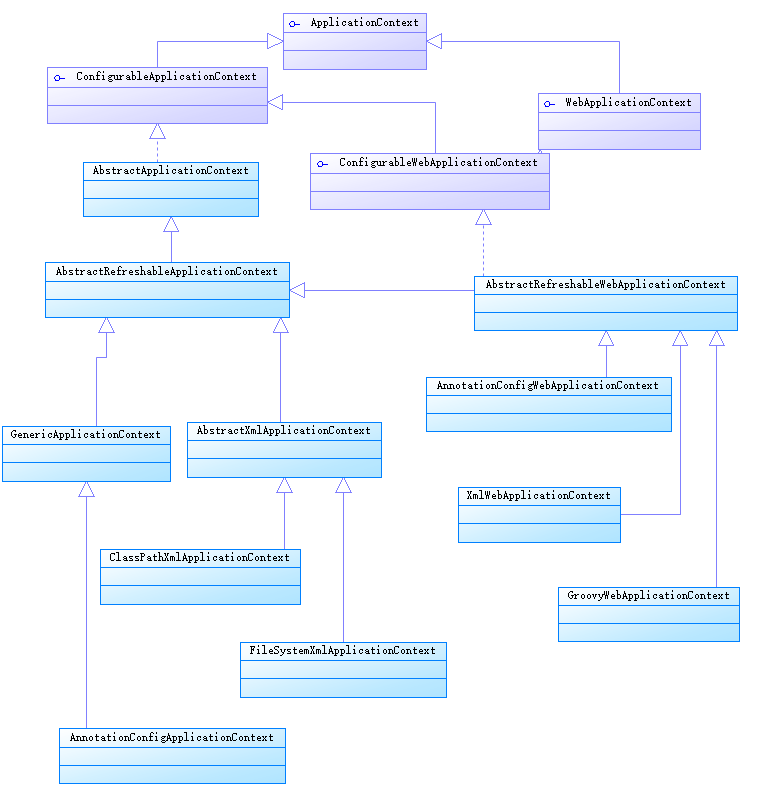 ApplicationContext
ConfigurableApplicationContext
WebApplicationContext
ConfigurableWebApplicationContext
AbstractApplicationContext
AbstractRefreshableApplicationContext
AbstractRefreshableWebApplicationContext
AnnotationConfigWebApplicationContext
GenericApplicationContext
AbstractXmlApplicationContext
XmlWebApplicationContext
ClassPathXmlApplicationContext
GroovyWebApplicationContext
FileSystemXmlApplicationContext
AnnotationConfigApplicationContext